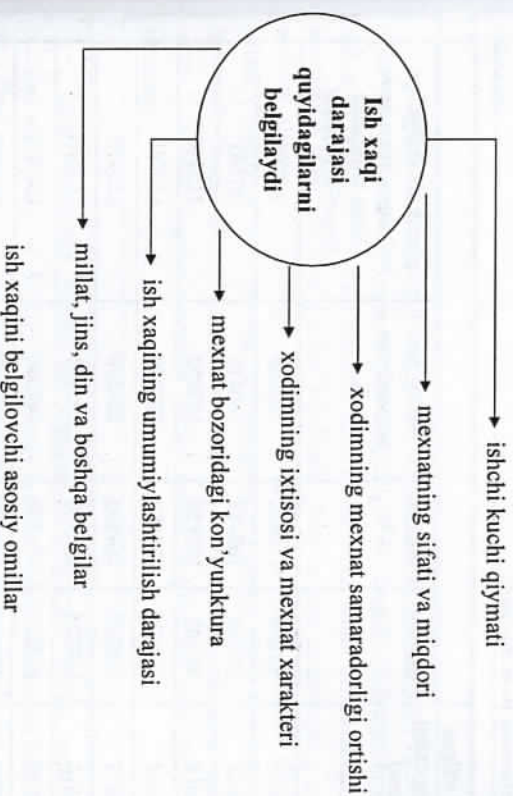 Ish xaqi
darajasi
quyidagilarni
belgilaydi
ishchi kuchi qiymati
mexnatning sifati va miqdori
xodimning mexnat samaradorligi ortishi
xodimning ixtisosi va mexnat xarakteri
mexnat bozoridagi kon'yunktura
ish xaqining umumiylashtirilish darajasi
millat, jins, din va boshqa belgilar
ish xaqini belgilovchi asosiy omillar